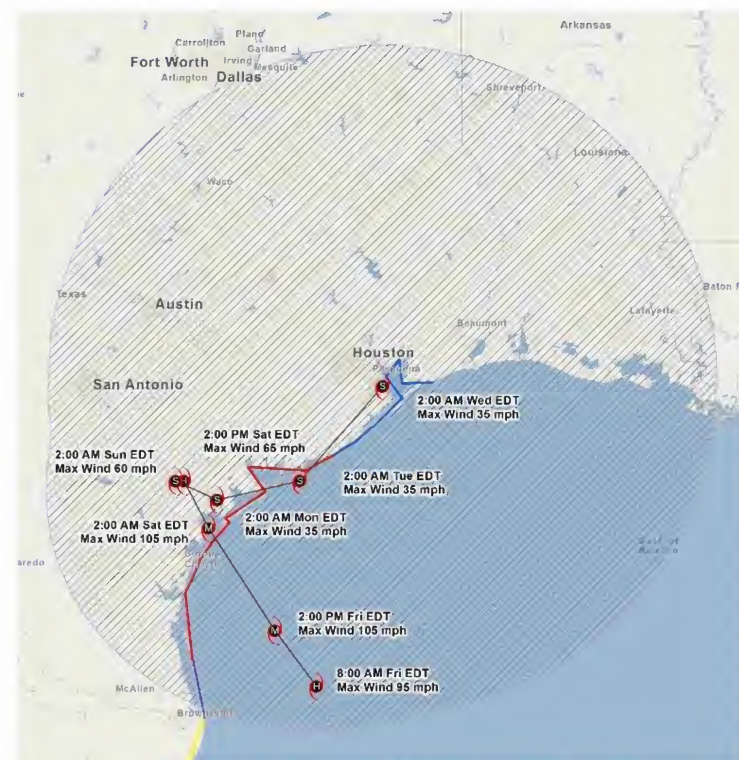 Arkansas
Plano
Carrollton
Garland
Fort Worth
Irving
Mesquite
Arlington
Dallas
Shreveport
Louisiana
Waco
Texas
Austin
Baton R
Lafayette
Beaumont
Houston
Pasadena
San Antonio
S
2:00 AM Wed EDT
Max Wind 35 mph
2:00 PM Sat EDT
Max Wind 65 mph
2:00 AM Sun EDT
Max Wind 60 mph
S
H
S
S
2:00 AM Tue EDT
Max Wind 35 mph
2:00 AM Sat EDT
Max Wind 105 mph
M
2:00 AM Mon EDT
Max Wind 35 mph
Gulf of
Mexico
aredo
2:00 PM Fri EDT
Max Wind 105 mph
M
8:00 AM Fri EDT
Max Wind 95 mph
H
McAllen
Brownsville